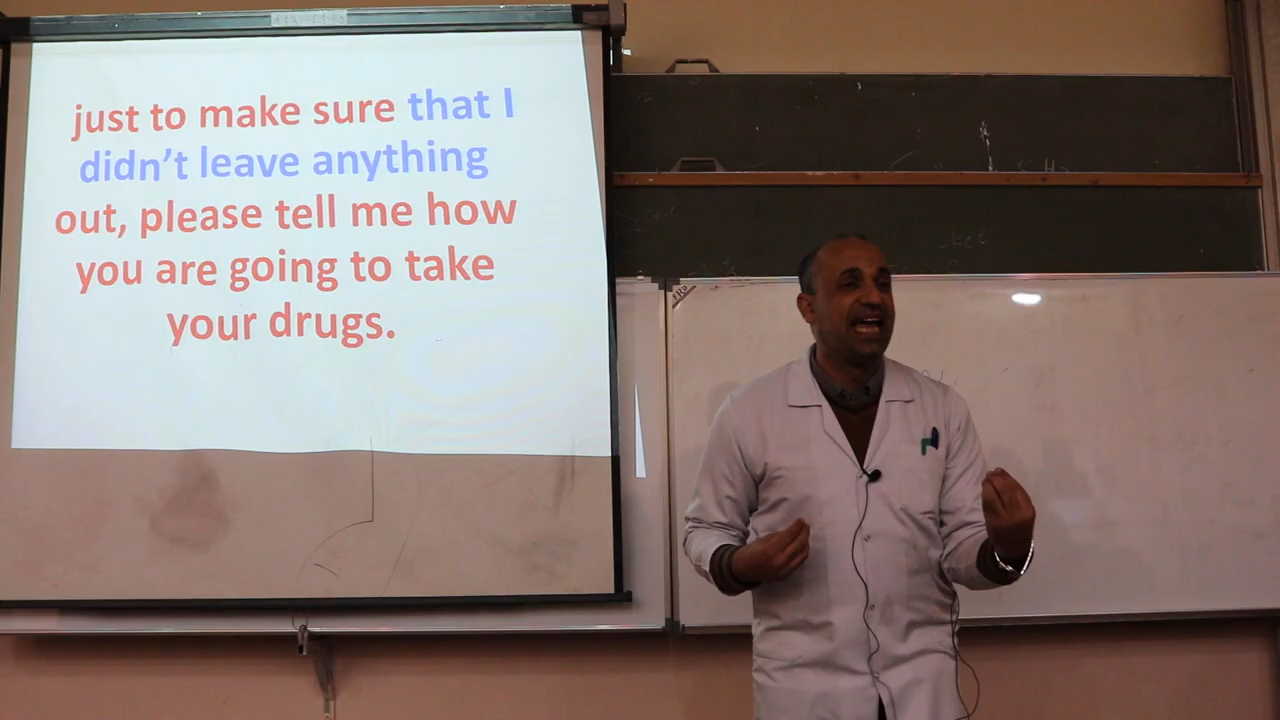 just to make sure that I
didn't leave anything
out, please tell me how
you are going to take
your drugs.